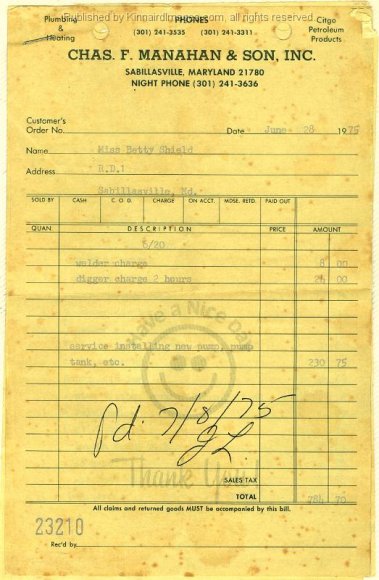 Published by Kinnairdlumanor.com, all rights reserved
Plumbing & Heating
PHONES
(301) 241-3535 (301) 241-3311
Citgo Petroleum Products
CHAS. F. MANAHAN & SON, INC.
SABILLASVILLE, MARYLAND 21780
NIGHT PHONE (301) 241-3636
Customer's
Order No. Date June 28 1975
Name Miss Betty Shield
Address R.D.1
Sabillasville, Md.
SOLD BY CASH C. O. D. CHARGE ON ACCT. MDSE. RETD. PAID OUT
QUAN. DESCRIPTION PRICE AMOUNT
6/20
welder charge 8 00
digger charge 2 hours 24 00
Have a Nice Day
service installing new pump, pump
tank, etc. 230 75
Pd. 7/8/75
JL
Thank You!
SALES TAX
TOTAL 784 70
All claims and returned goods MUST be accompanied by this bill.
23210
Rec'd by